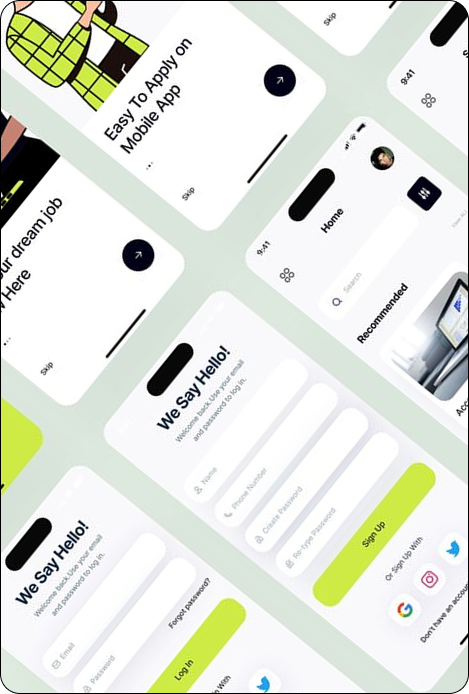 Easy To Apply on
Mobile App
Skip
Skip
9:41
9:41
Home
Search
Recommended
ur dream job
Here
Skip
We Say Hello!
Welcome back.Use your email
and password to log in.
Name
Phone Number
Create Password
Re-type Password
Sign Up
Or Sign Up With
Don't have an accou
We Say Hello!
Welcome back.Use your email
and password to log in.
Email
Password
Forgot password?
Log In
With